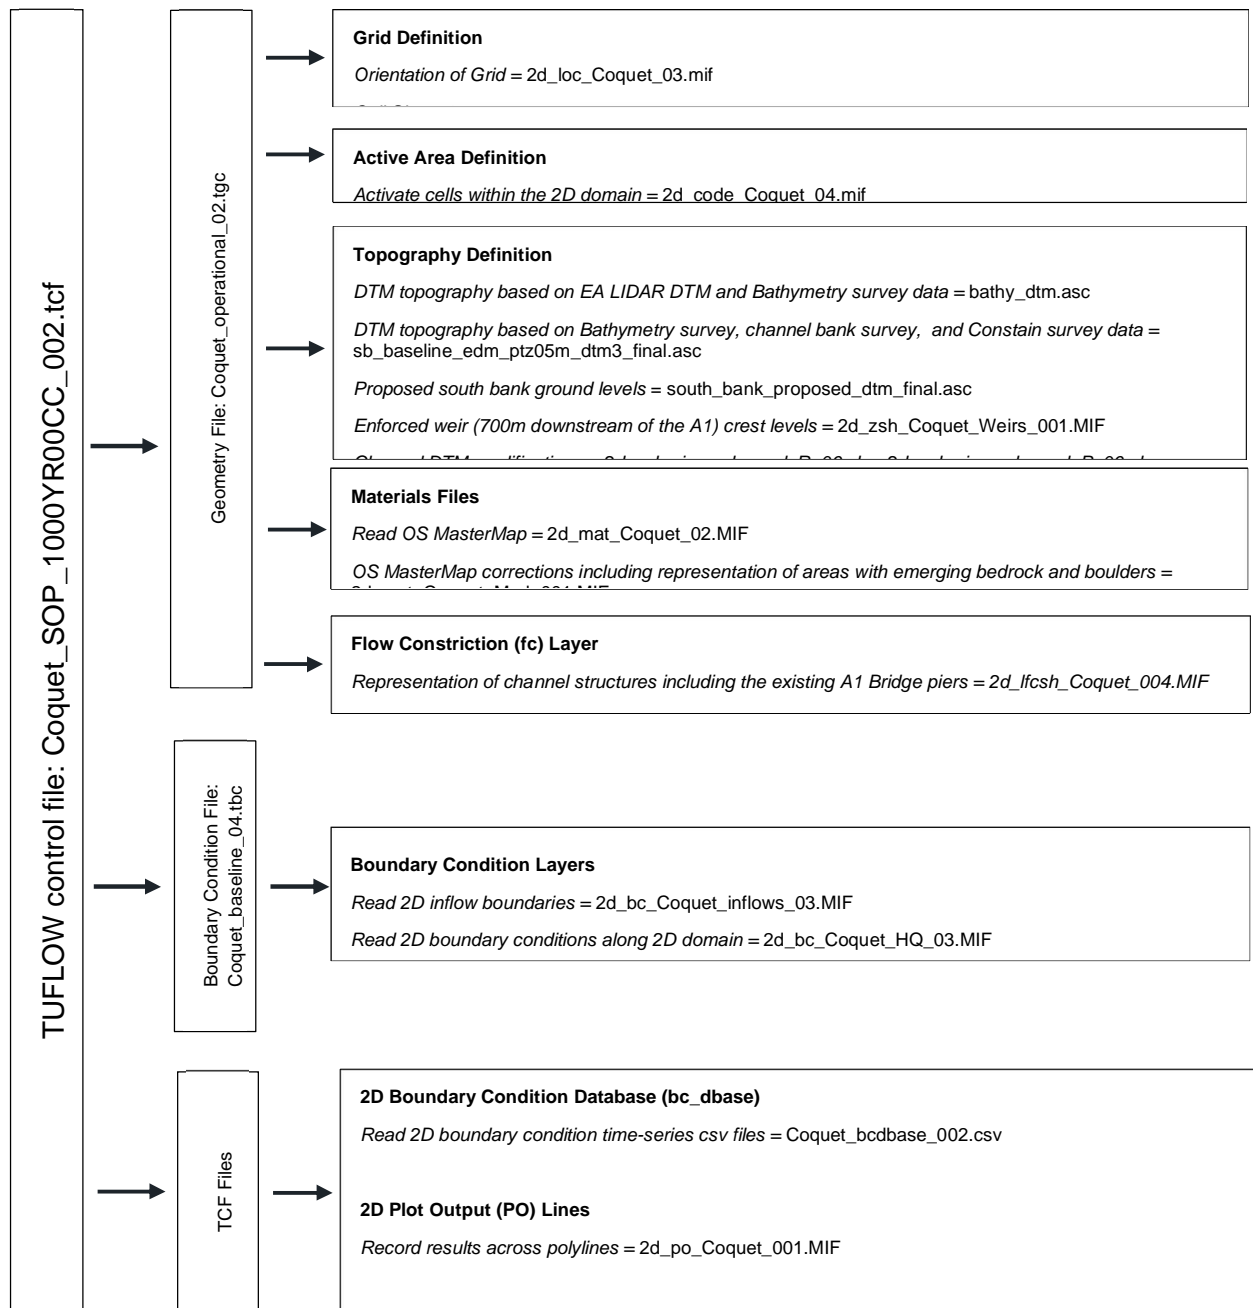 TUFLOW control file: Coquet_SOP_1000YR00CC_002.tcf
Geometry File: Coquet_operational_02.tgc
Grid Definition
Orientation of Grid = 2d_loc_Coquet_03.mif
Active Area Definition
Activate cells within the 2D domain = 2d_code_Coquet_04.mif
Topography Definition
DTM topography based on EA LIDAR DTM and Bathymetry survey data = bathy_dtm.asc
DTM topography based on Bathymetry survey, channel bank survey, and Constain survey data =
sb_baseline_edm_ptz05m_dtm3_final.asc
Proposed south bank ground levels = south_bank_proposed_dtm_final.asc
Enforced weir (700m downstream of the A1) crest levels = 2d_zsh_Coquet_Weirs_001.MIF
Materials Files
Read OS MasterMap = 2d_mat_Coquet_02.MIF
OS MasterMap corrections including representation of areas with emerging bedrock and boulders =
Flow Constriction (fc) Layer
Representation of channel structures including the existing A1 Bridge piers = 2d_lfcsh_Coquet_004.MIF
Boundary Condition File:
Coquet_baseline_04.tbc
Boundary Condition Layers
Read 2D inflow boundaries = 2d_bc_Coquet_inflows_03.MIF
Read 2D boundary conditions along 2D domain = 2d_bc_Coquet_HQ_03.MIF
TCF Files
2D Boundary Condition Database (bc_dbase)
Read 2D boundary condition time-series csv files = Coquet_bcdbase_002.csv
2D Plot Output (PO) Lines
Record results across polylines = 2d_po_Coquet_001.MIF